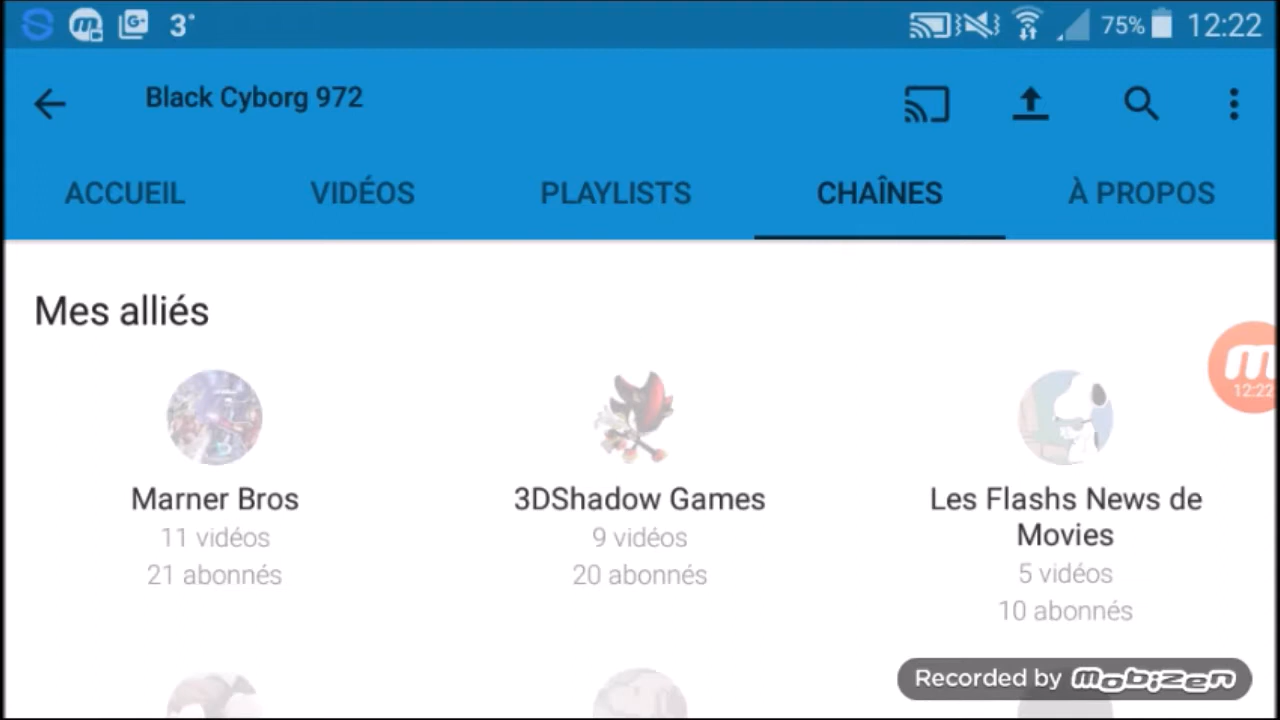 3°
75% 12:22
Black Cyborg 972
ACCUEIL
VIDÉOS
PLAYLISTS
CHAÎNES
À PROPOS
Mes alliés
Marner Bros
11 vidéos
21 abonnés
3DShadow Games
9 vidéos
20 abonnés
Les Flashs News de
Movies
5 vidéos
10 abonnés
12:22
Recorded by mobizen